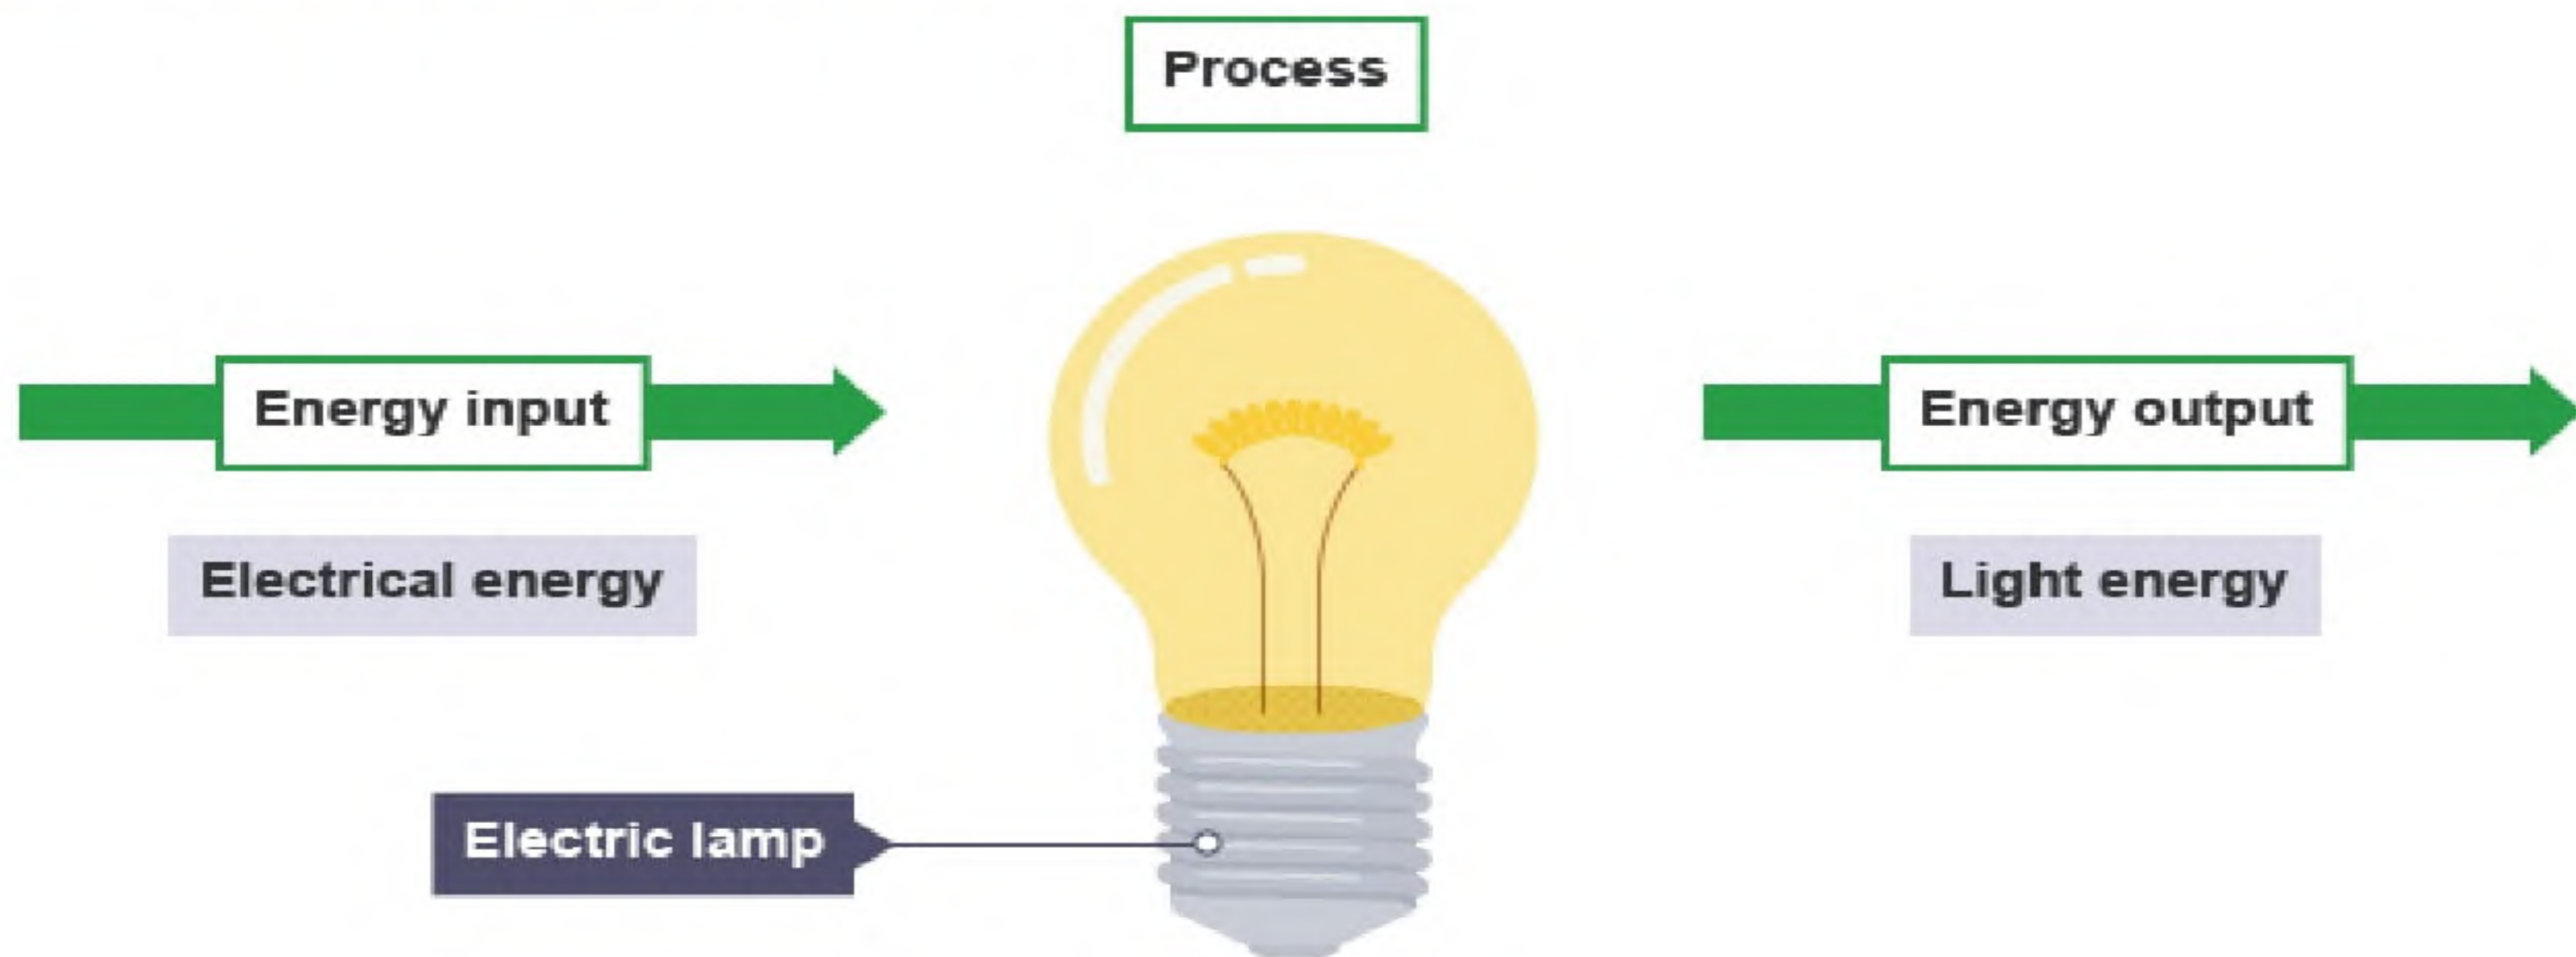 Process
Energy input
Energy output
Electrical energy
Light energy
Electric lamp